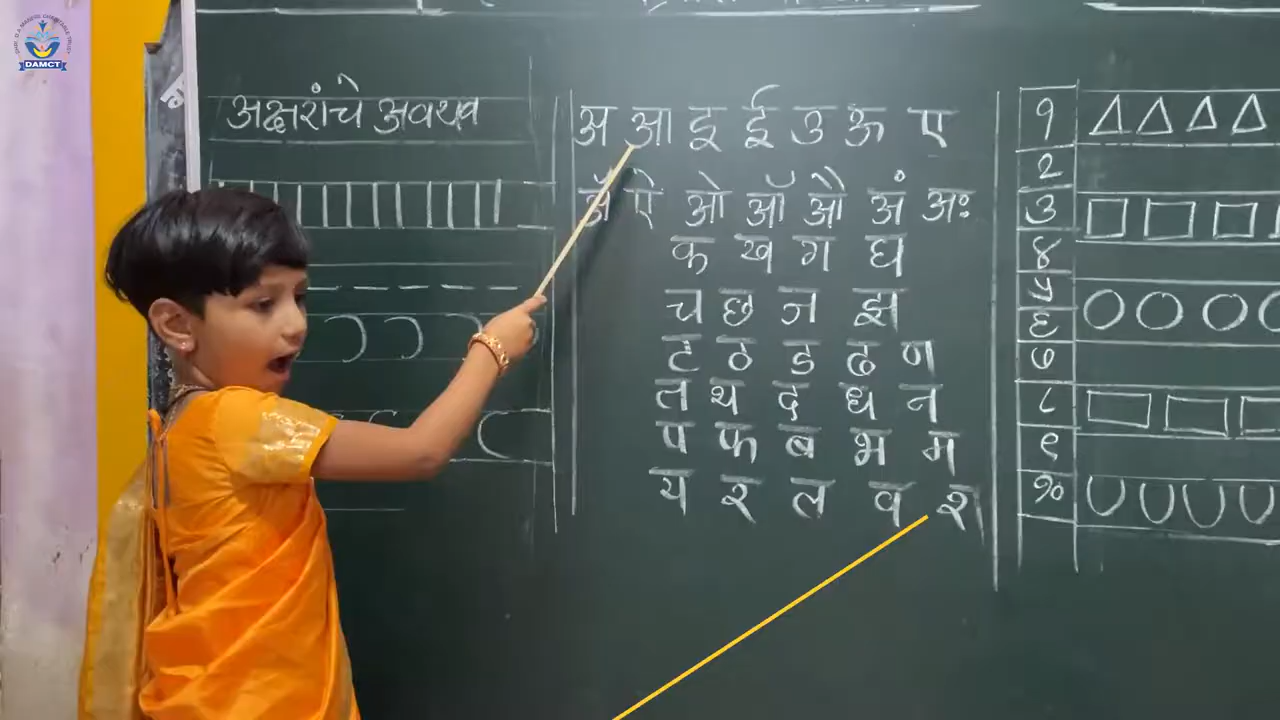 DAMCT
अक्षरांचे अवयव
अ आ इ ई उ ऊ ए
ॲ ऐ ओ ऑ औ अं अः
क ख ग घ
च छ ज झ
ट ठ ड ढ ण
त थ द ध न
प फ ब भ म
य र ल व श
१
२
३
४
५
६
७
८
९
१०